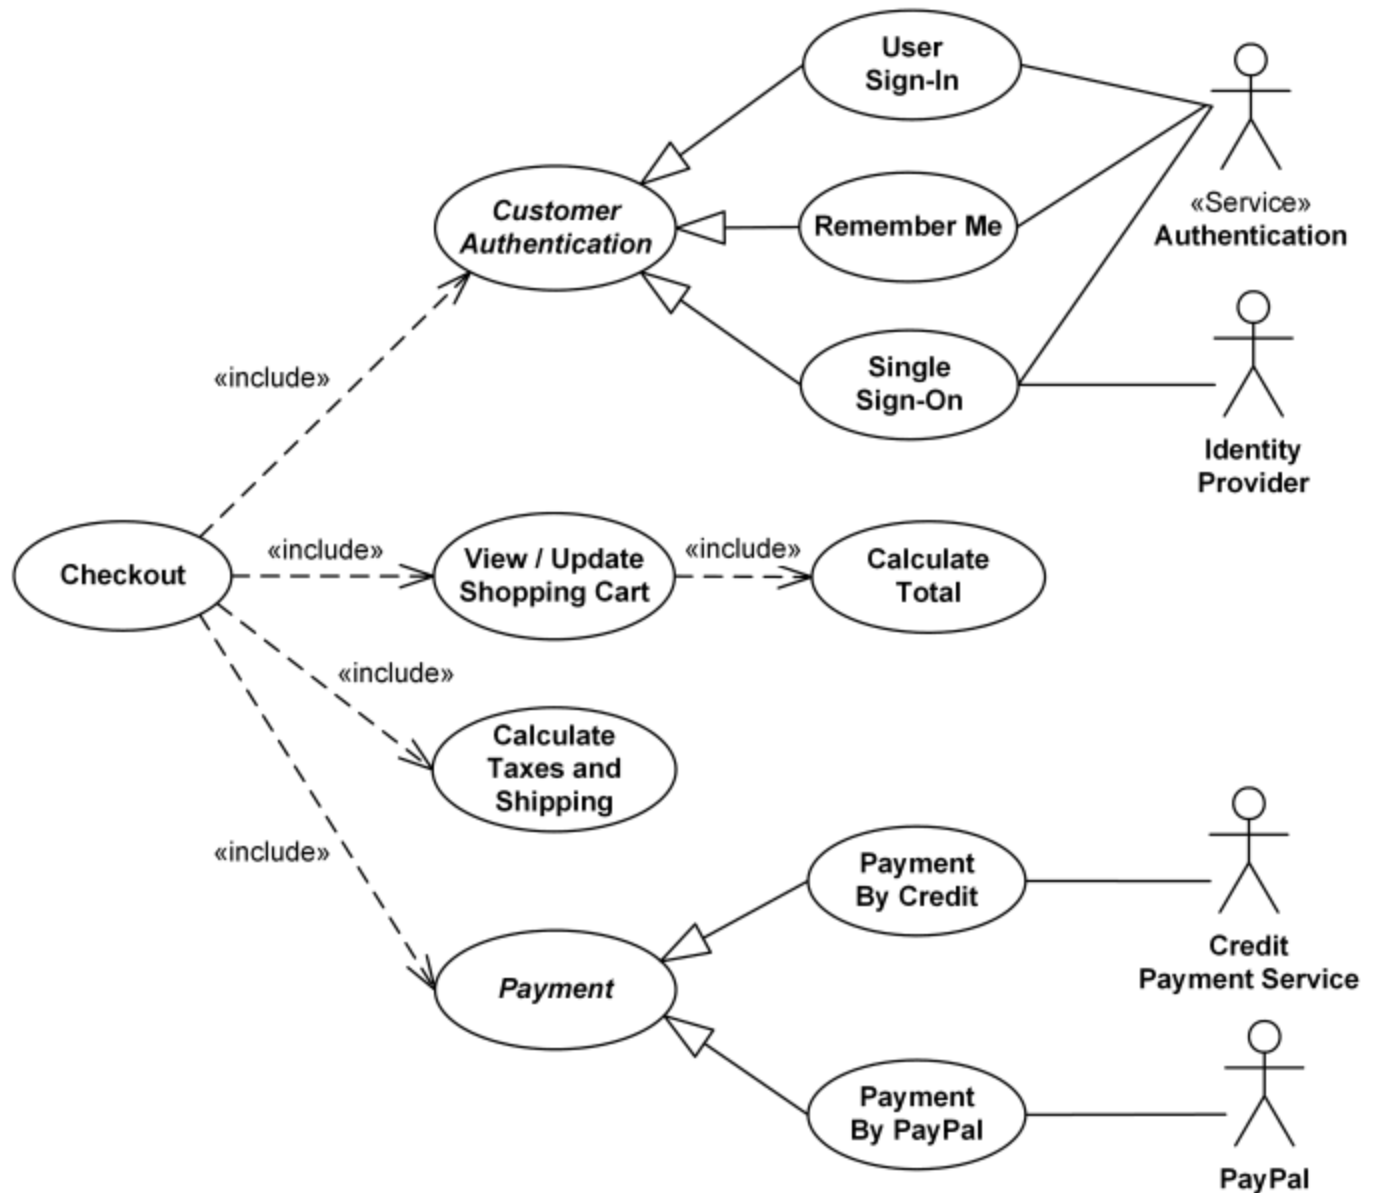 User
Sign-In
«Service»
Authentication
Customer
Authentication
Remember Me
Single
Sign-On
Identity
Provider
«include»
Checkout
«include»
View / Update
Shopping Cart
«include»
Calculate
Total
«include»
Calculate
Taxes and
Shipping
«include»
Payment
By Credit
Credit
Payment Service
Payment
Payment
By PayPal
PayPal